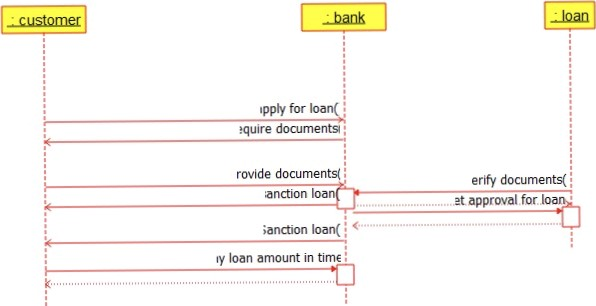 : customer
: bank
: loan
pply for loan(
equire documents(
rovide documents(
erify documents(
anction loan(
et approval for loan
Sanction loan(
y loan amount in time